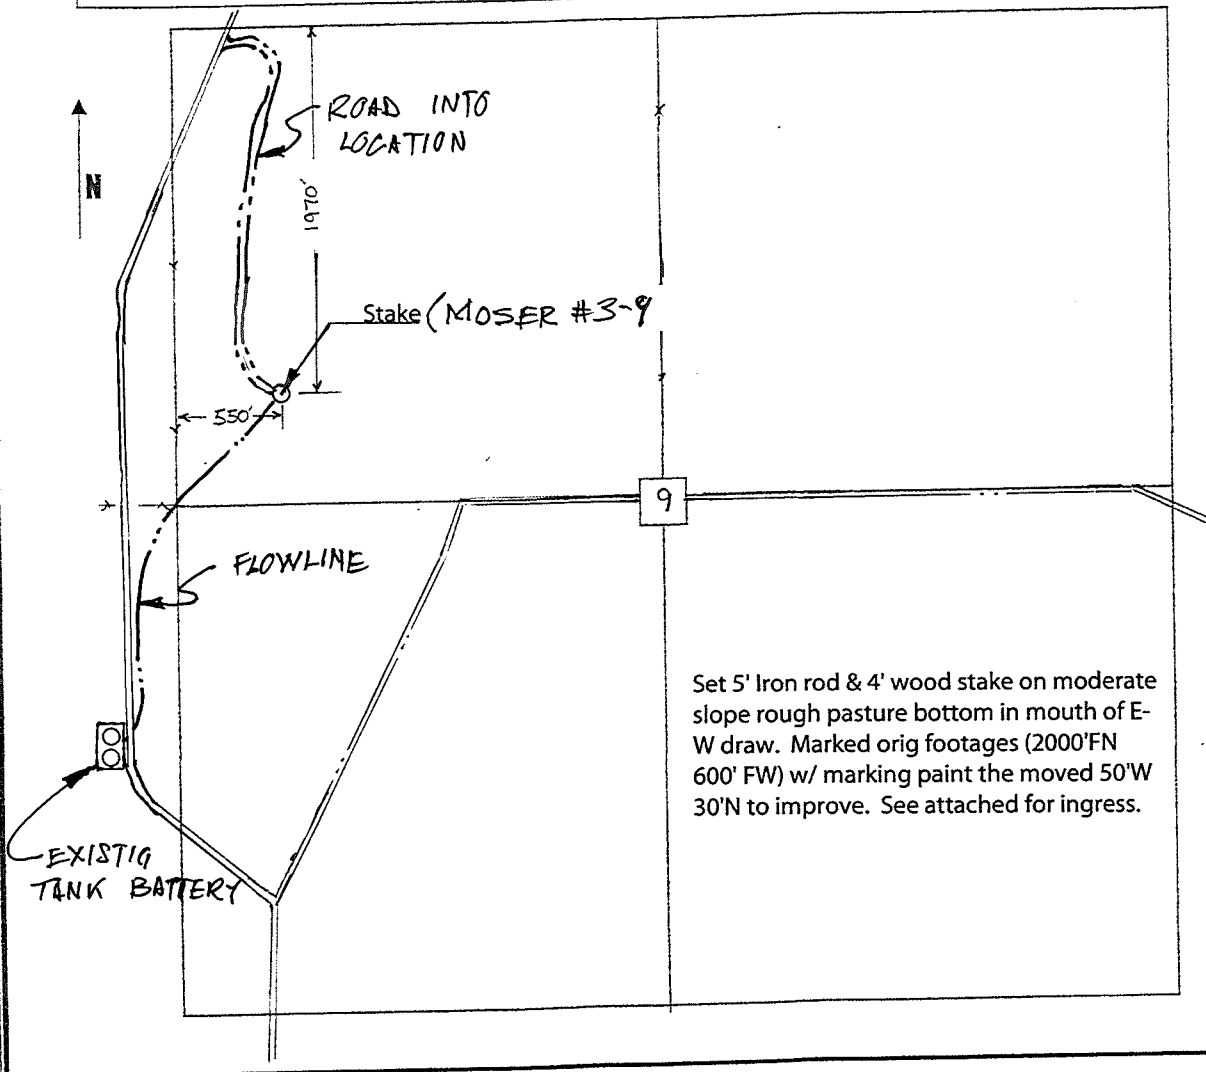 ROAD INTO
LOCATION
N
1970'
Stake (MOSER #3-9
550'
9
FLOWLINE
Set 5' Iron rod & 4' wood stake on moderate
slope rough pasture bottom in mouth of E-
W draw. Marked orig footages (2000'FN
600' FW) w/ marking paint the moved 50'W
30'N to improve. See attached for ingress.
EXISTIG
TANK BATTERY